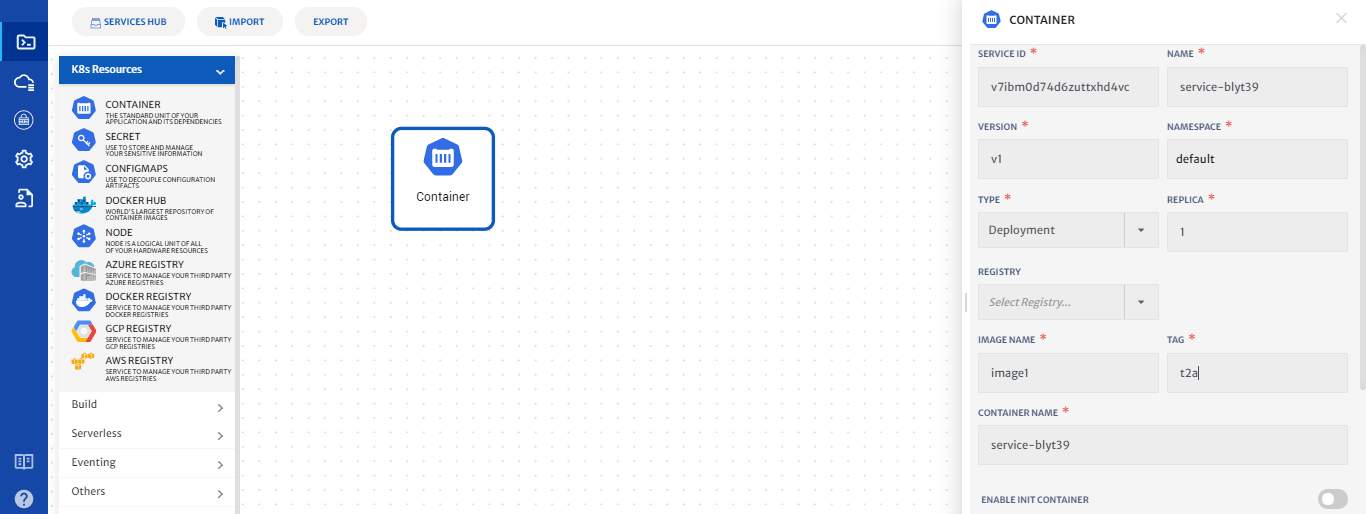 SERVICES HUB
IMPORT
EXPORT
K8s Resources
CONTAINER
THE STANDARD UNIT OF YOUR
APPLICATION AND ITS DEPENDENCIES
SECRET
USE TO STORE AND MANAGE
YOUR SENSITIVE INFORMATION
CONFIGMAPS
USE TO DECOUPLE CONFIGURATION
ARTIFACTS
DOCKER HUB
WORLD'S LARGEST REPOSITORY OF
CONTAINER IMAGES
NODE
NODE IS A LOGICAL UNIT OF ALL
OF YOUR HARDWARE RESOURCES
AZURE REGISTRY
SERVICE TO MANAGE YOUR THIRD PARTY
AZURE REGISTRIES
DOCKER REGISTRY
SERVICE TO MANAGE YOUR THIRD PARTY
DOCKER REGISTRIES
GCP REGISTRY
SERVICE TO MANAGE YOUR THIRD PARTY
GCP REGISTRIES
AWS REGISTRY
SERVICE TO MANAGE YOUR THIRD PARTY
AWS REGISTRIES
Build
Serverless
Eventing
Others
Container
CONTAINER
SERVICE ID *
NAME *
v7ibm0d74d6zuttxhd4vc
service-blyt39
VERSION *
NAMESPACE *
v1
default
TYPE *
REPLICA *
Deployment
1
REGISTRY
Select Registry...
IMAGE NAME *
TAG *
image1
t2a
CONTAINER NAME *
service-blyt39
ENABLE INIT CONTAINER